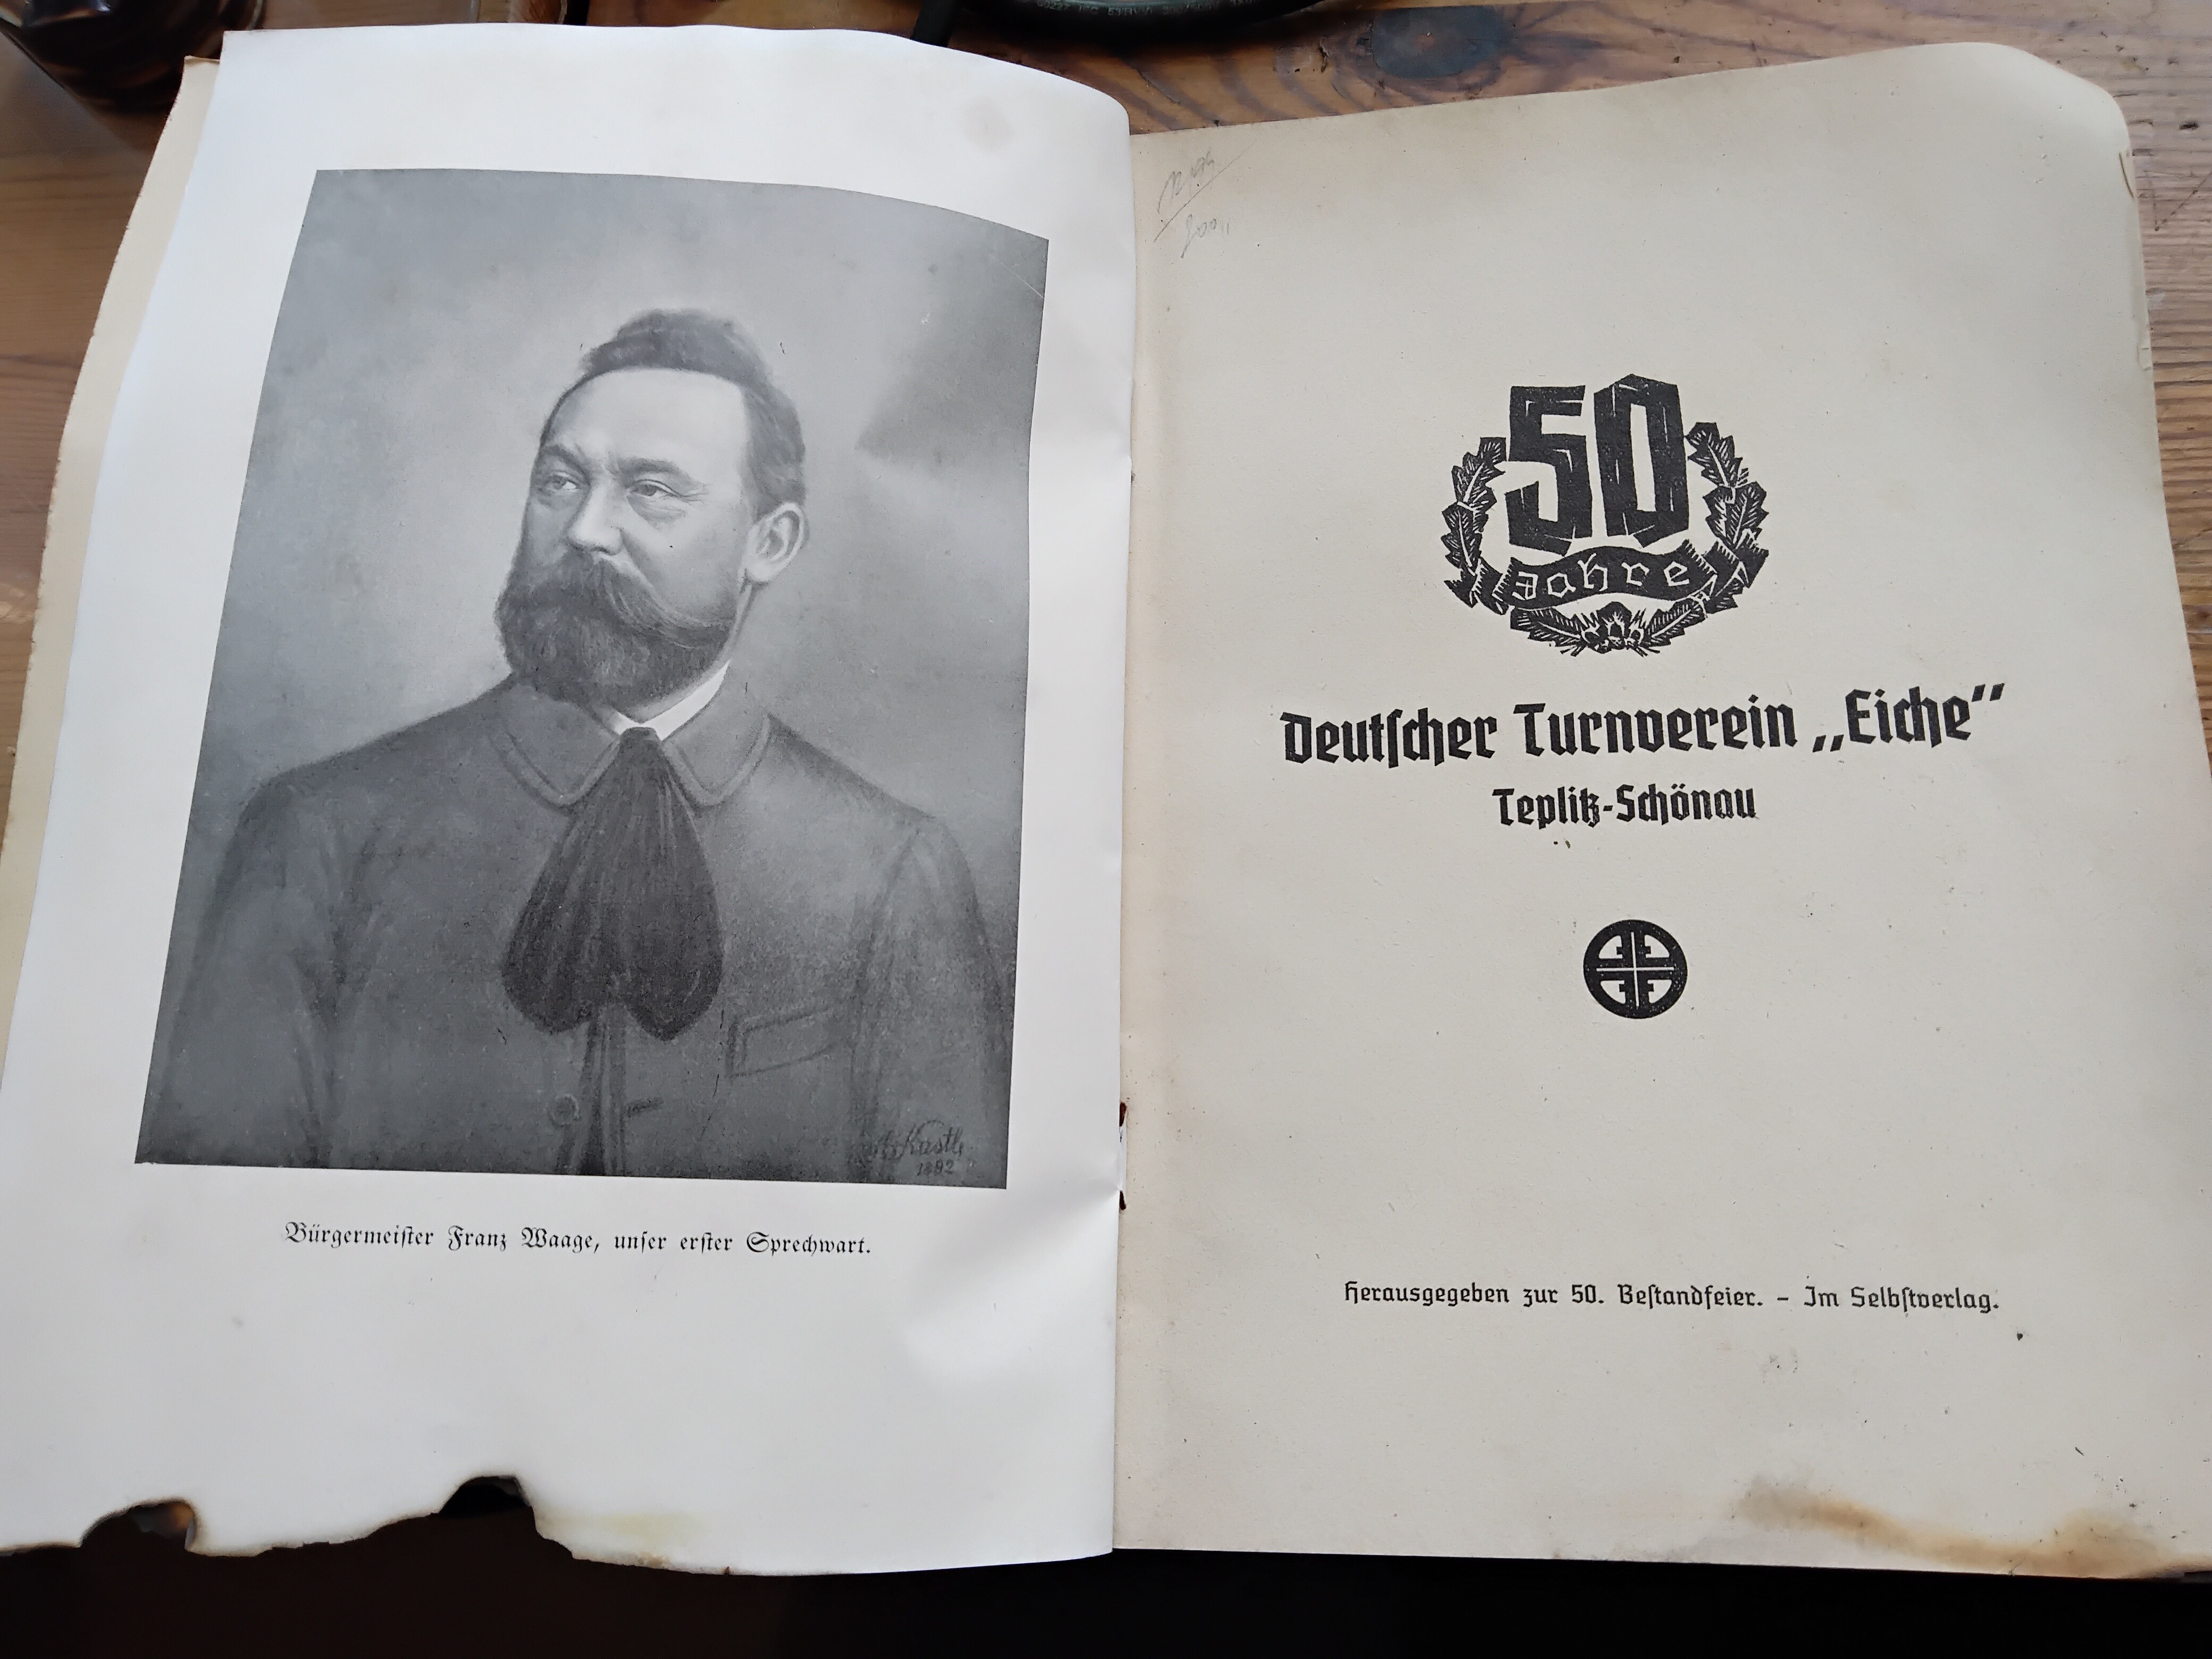 Bürgermeiſter Franz Waage, unſer erſter Sprechwart.
50
Jahre
Deutſcher Turnverein „Eiche“
Teplitz-Schönau
Herausgegeben zur 50. Beſtandfeier. – Im Selbſtverlag.